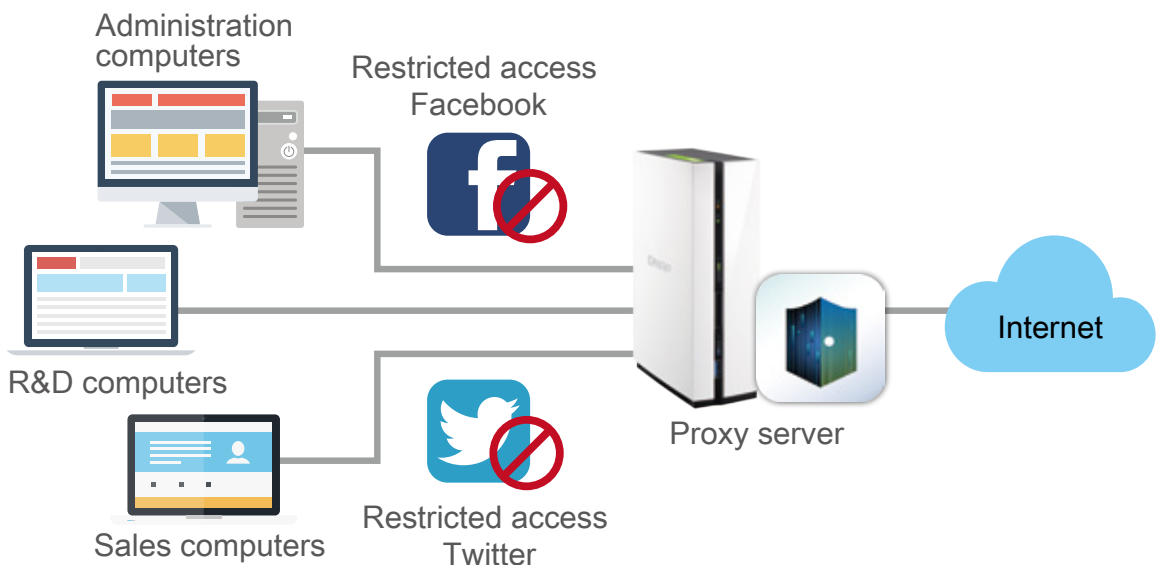 Administration
computers
Restricted access
Facebook
R&D computers
Proxy server
Internet
Sales computers
Restricted access
Twitter